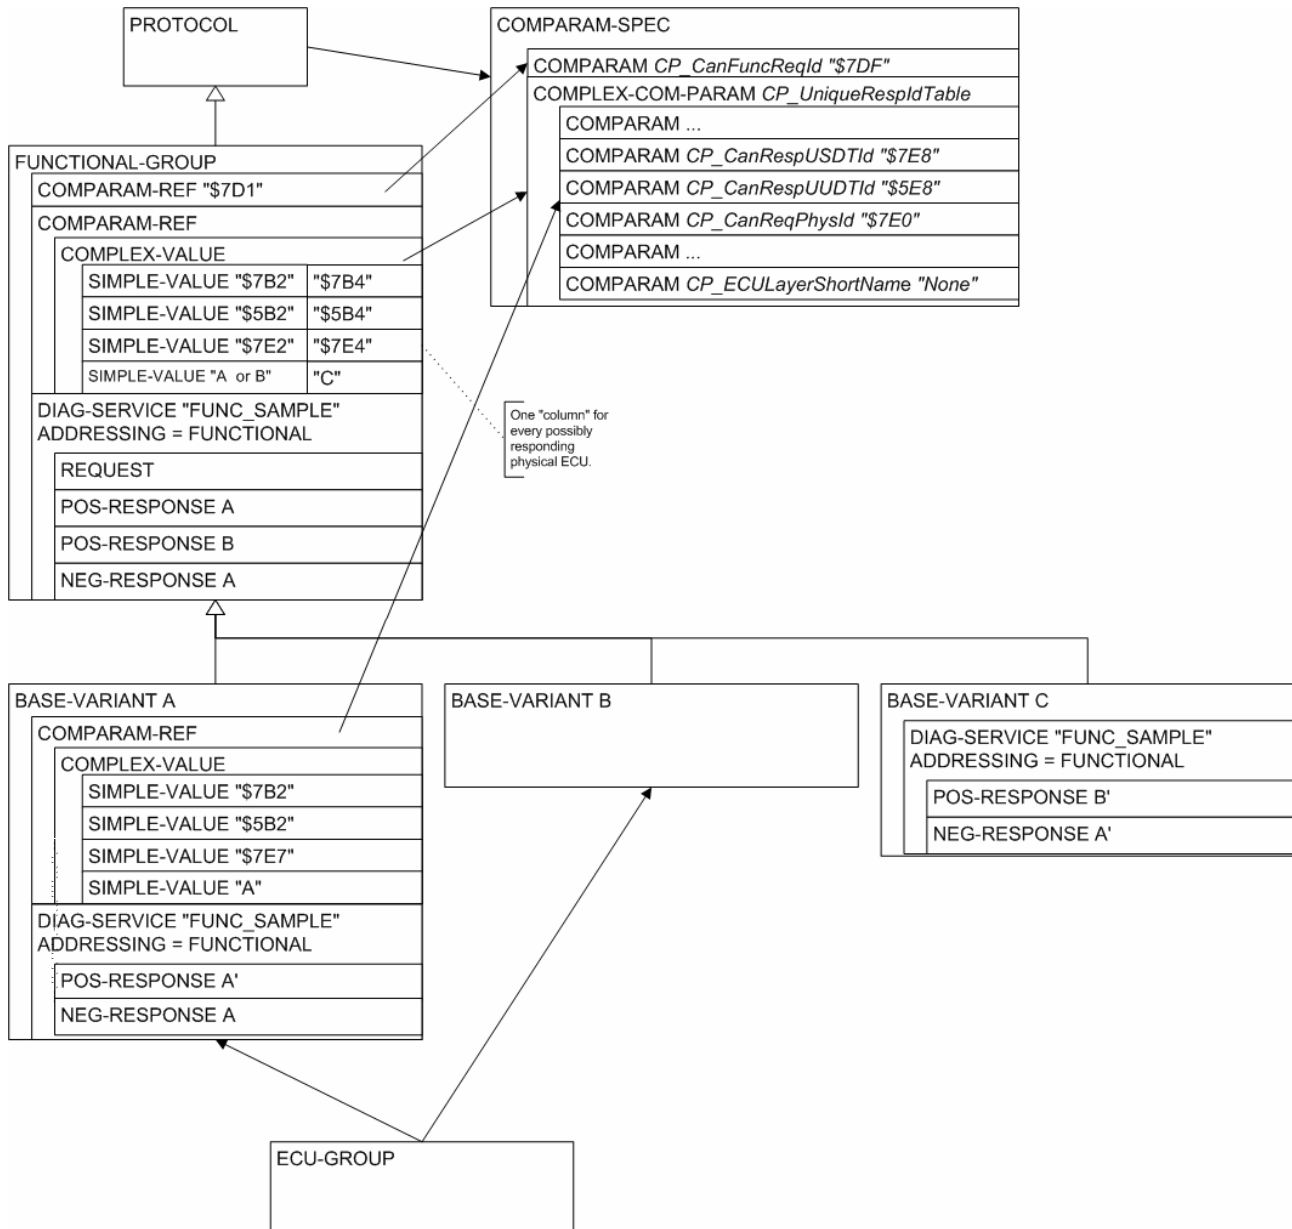 PROTOCOL
COMPARAM-SPEC
COMPARAM CP_CanFuncReqId "$7DF"
COMPLEX-COM-PARAM CP_UniqueRespIdTable
COMPARAM ...
COMPARAM CP_CanRespUSDTId "$7E8"
COMPARAM CP_CanRespUUDTId "$5E8"
COMPARAM CP_CanReqPhysId "$7E0"
COMPARAM ...
COMPARAM CP_ECULayerShortName "None"
FUNCTIONAL-GROUP
COMPARAM-REF "$7D1"
COMPARAM-REF
COMPLEX-VALUE
SIMPLE-VALUE "$7B2" "$7B4"
SIMPLE-VALUE "$5B2" "$5B4"
SIMPLE-VALUE "$7E2" "$7E4"
SIMPLE-VALUE "A or B" "C"
DIAG-SERVICE "FUNC_SAMPLE"
ADDRESSING = FUNCTIONAL
REQUEST
POS-RESPONSE A
POS-RESPONSE B
NEG-RESPONSE A
One "column" for
every possibly
responding
physical ECU.
BASE-VARIANT A
COMPARAM-REF
COMPLEX-VALUE
SIMPLE-VALUE "$7B2"
SIMPLE-VALUE "$5B2"
SIMPLE-VALUE "$7E7"
SIMPLE-VALUE "A"
DIAG-SERVICE "FUNC_SAMPLE"
ADDRESSING = FUNCTIONAL
POS-RESPONSE A'
NEG-RESPONSE A
BASE-VARIANT B
BASE-VARIANT C
DIAG-SERVICE "FUNC_SAMPLE"
ADDRESSING = FUNCTIONAL
POS-RESPONSE B'
NEG-RESPONSE A'
ECU-GROUP